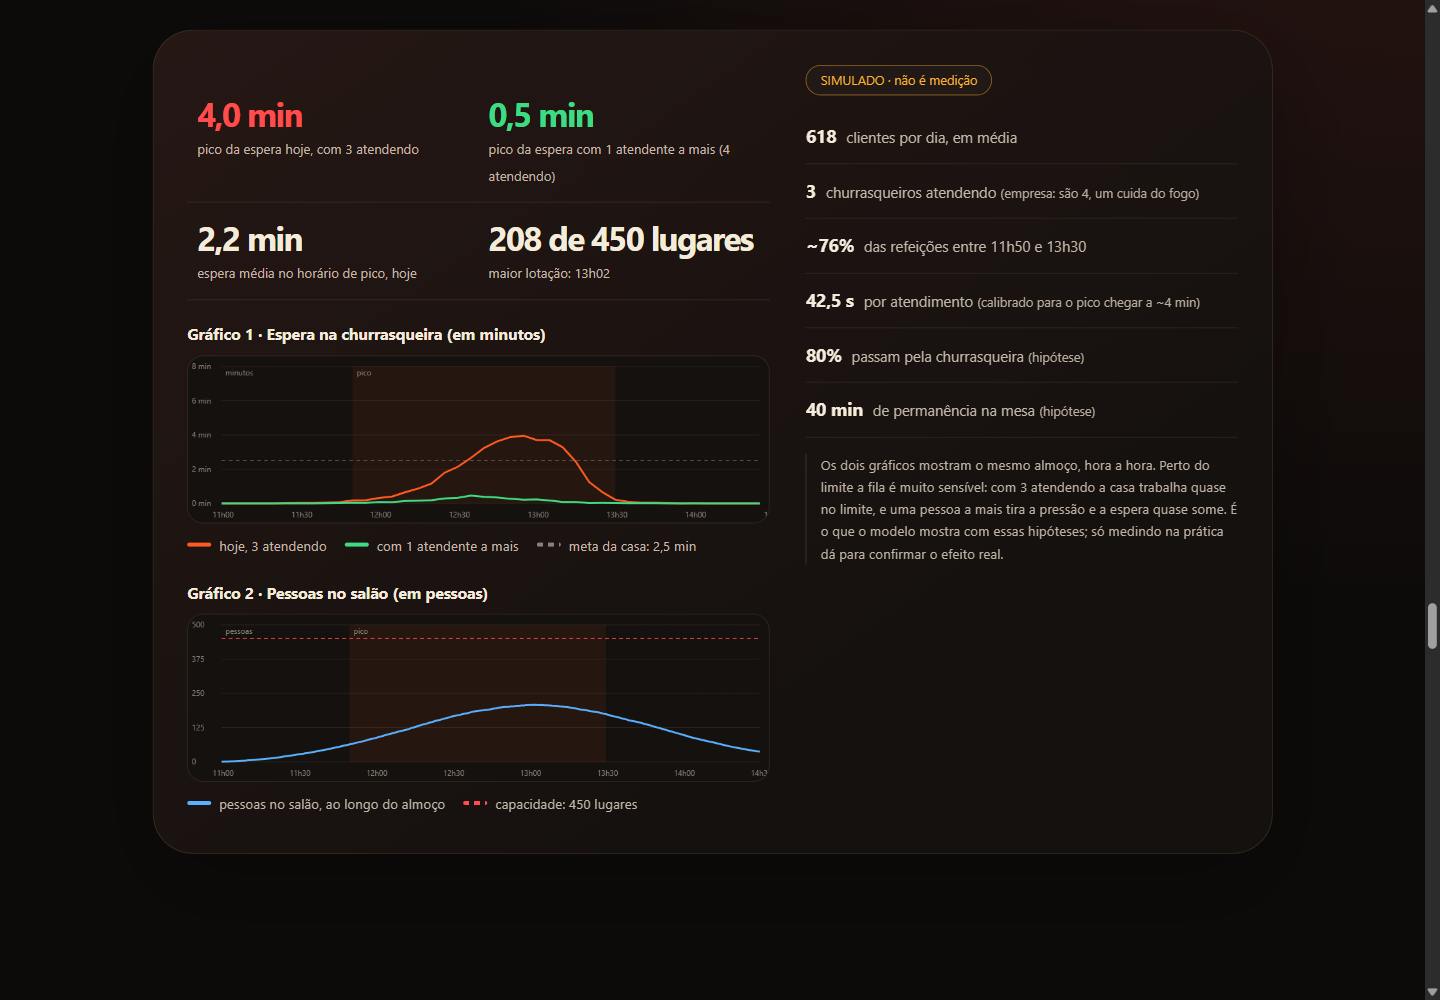 4,0 min
pico da espera hoje, com 3 atendendo
0,5 min
pico da espera com 1 atendente a mais (4
atendendo)
2,2 min
espera média no horário de pico, hoje
208 de 450 lugares
maior lotação: 13h02
Gráfico 1 · Espera na churrasqueira (em minutos)
8 min
minutos
pico
6 min
4 min
2 min
0 min
11h00
11h30
12h00
12h30
13h00
13h30
14h00
1
hoje, 3 atendendo
com 1 atendente a mais
meta da casa: 2,5 min
Gráfico 2 · Pessoas no salão (em pessoas)
500
pessoas
pico
375
250
125
0
11h00
11h30
12h00
12h30
13h00
13h30
14h00
14h3
pessoas no salão, ao longo do almoço
capacidade: 450 lugares
SIMULADO · não é medição
618 clientes por dia, em média
3 churrasqueiros atendendo (empresa: são 4, um cuida do fogo)
~76% das refeições entre 11h50 e 13h30
42,5 s por atendimento (calibrado para o pico chegar a ~4 min)
80% passam pela churrasqueira (hipótese)
40 min de permanência na mesa (hipótese)
Os dois gráficos mostram o mesmo almoço, hora a hora. Perto do
limite a fila é muito sensível: com 3 atendendo a casa trabalha quase
no limite, e uma pessoa a mais tira a pressão e a espera quase some. É
o que o modelo mostra com essas hipóteses; só medindo na prática
dá para confirmar o efeito real.